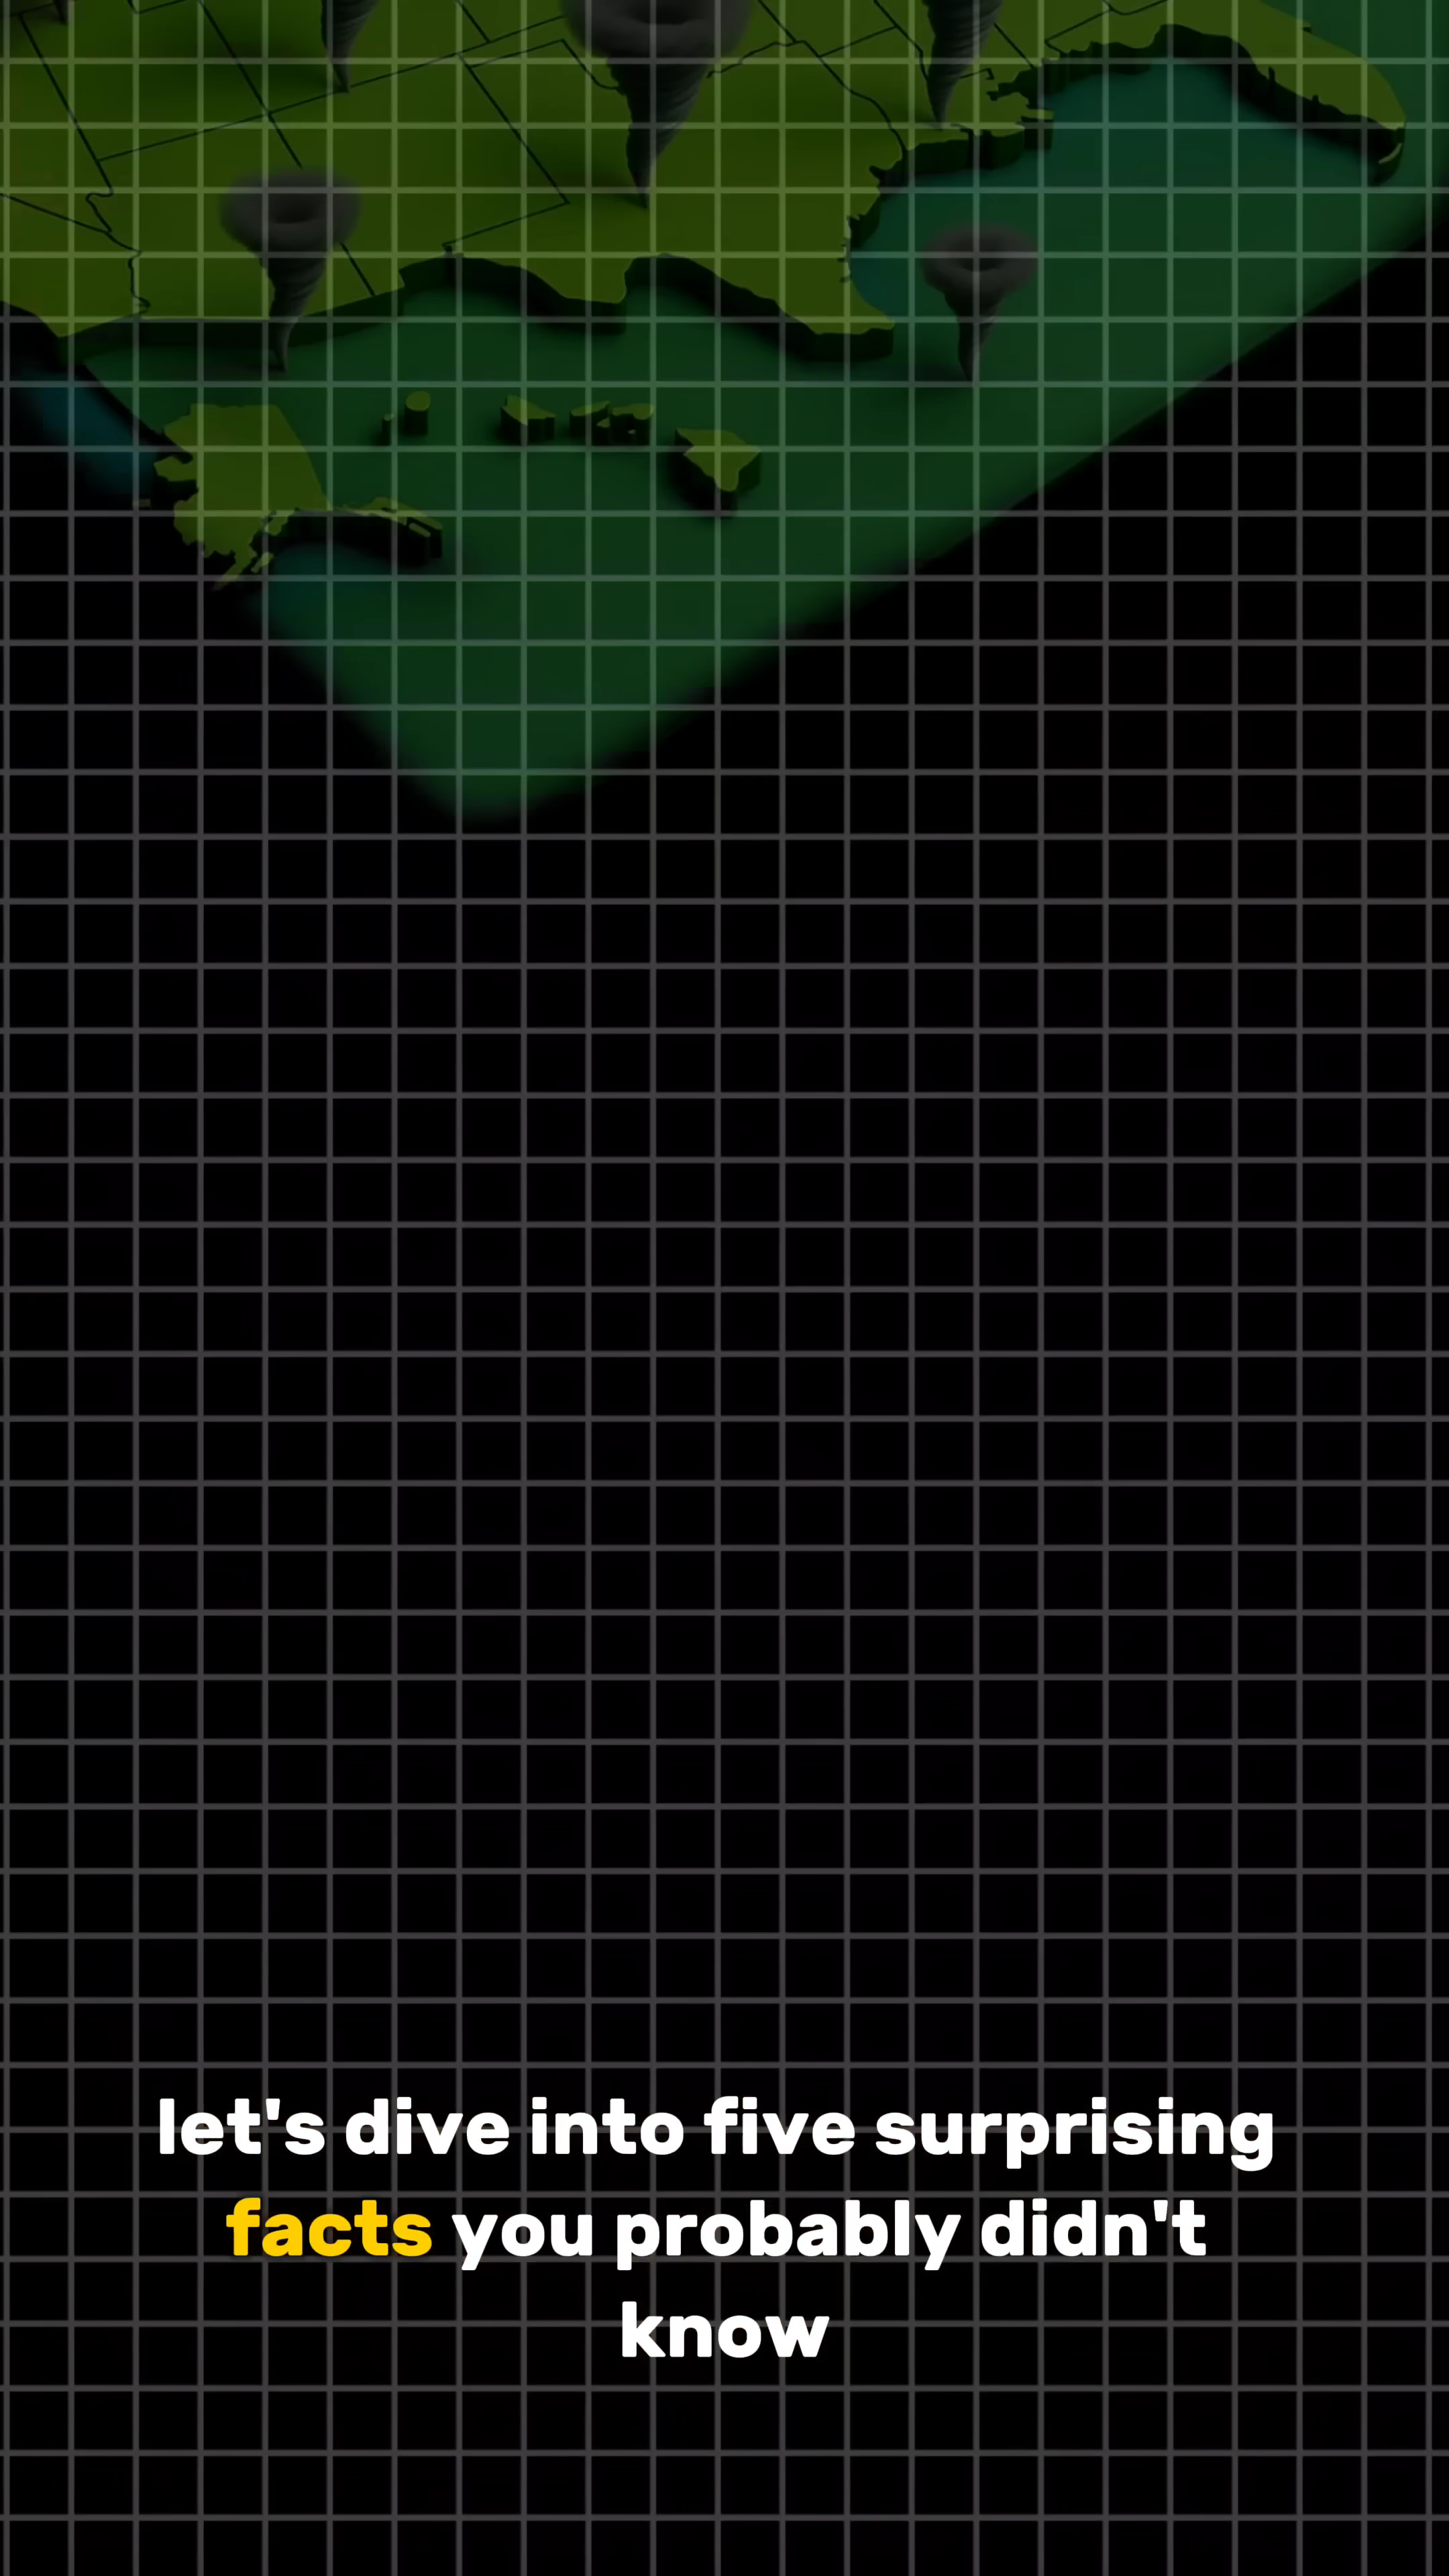 let's dive into five surprising
facts you probably didn't
know